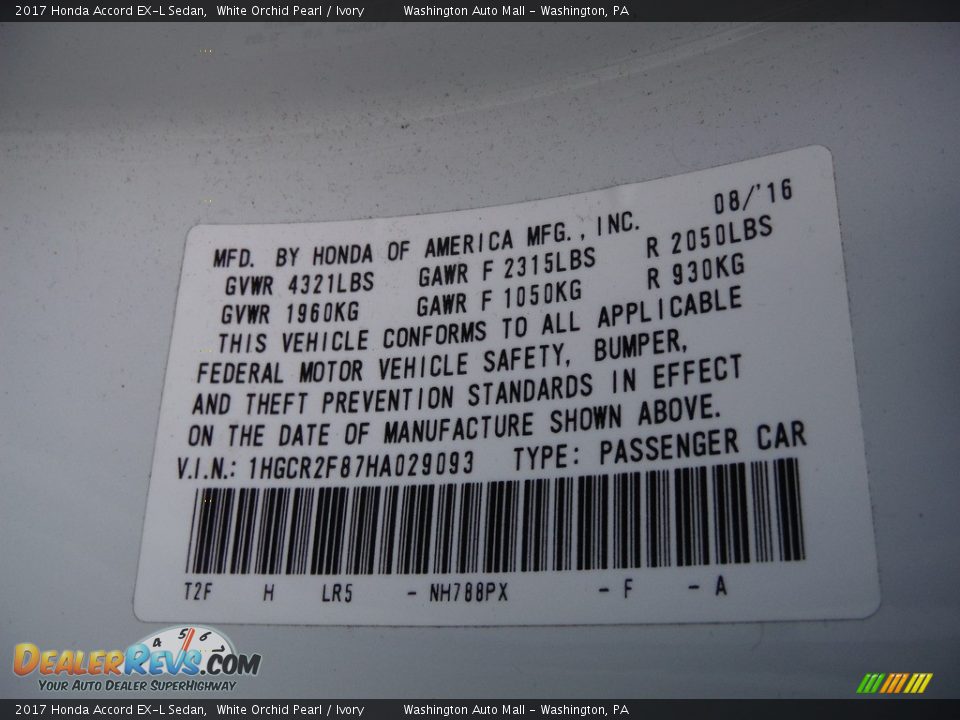 2017 Honda Accord EX-L Sedan, White Orchid Pearl / Ivory Washington Auto Mall - Washington, PA
08/'16
MFD. BY HONDA OF AMERICA MFG., INC.
GVWR 4321LBS GAWR F 2315LBS R 2050LBS
GVWR 1960KG GAWR F 1050KG R 930KG
THIS VEHICLE CONFORMS TO ALL APPLICABLE
FEDERAL MOTOR VEHICLE SAFETY, BUMPER,
AND THEFT PREVENTION STANDARDS IN EFFECT
ON THE DATE OF MANUFACTURE SHOWN ABOVE.
V.I.N.: 1HGCR2F87HA029093 TYPE: PASSENGER CAR
T2F H LR5 - NH788PX - F - A
4 5 6
DEALERREVS.COM
YOUR AUTO DEALER SUPERHIGHWAY
2017 Honda Accord EX-L Sedan, White Orchid Pearl / Ivory Washington Auto Mall - Washington, PA